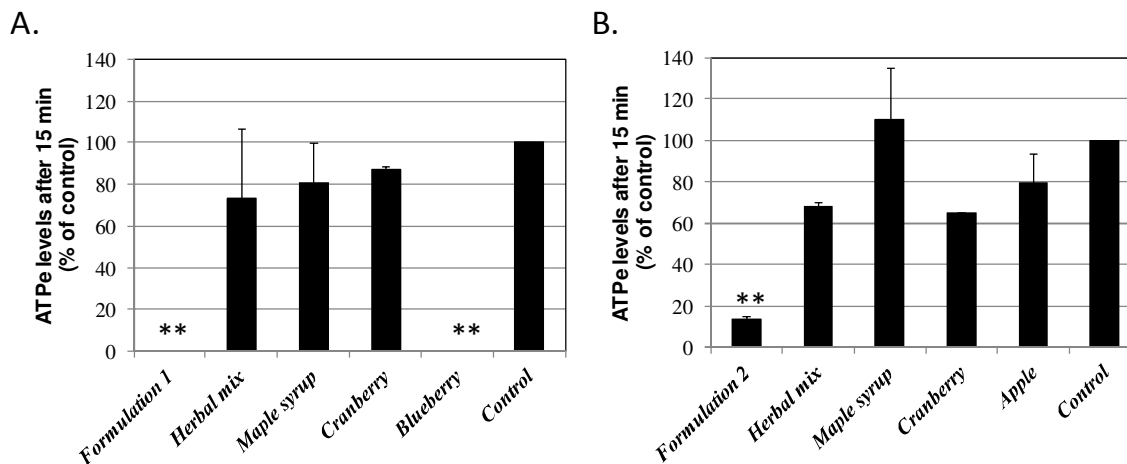 A.
ATPe levels after 15 min
(% of control)
140
120
100
80
60
40
20
0
**
**
Formulation 1
Herbal mix
Maple syrup
Cranberry
Blueberry
Control
B.
ATPe levels after 15 min
(% of control)
140
120
100
80
60
40
20
0
**
Formulation 2
Herbal mix
Maple syrup
Cranberry
Apple
Control